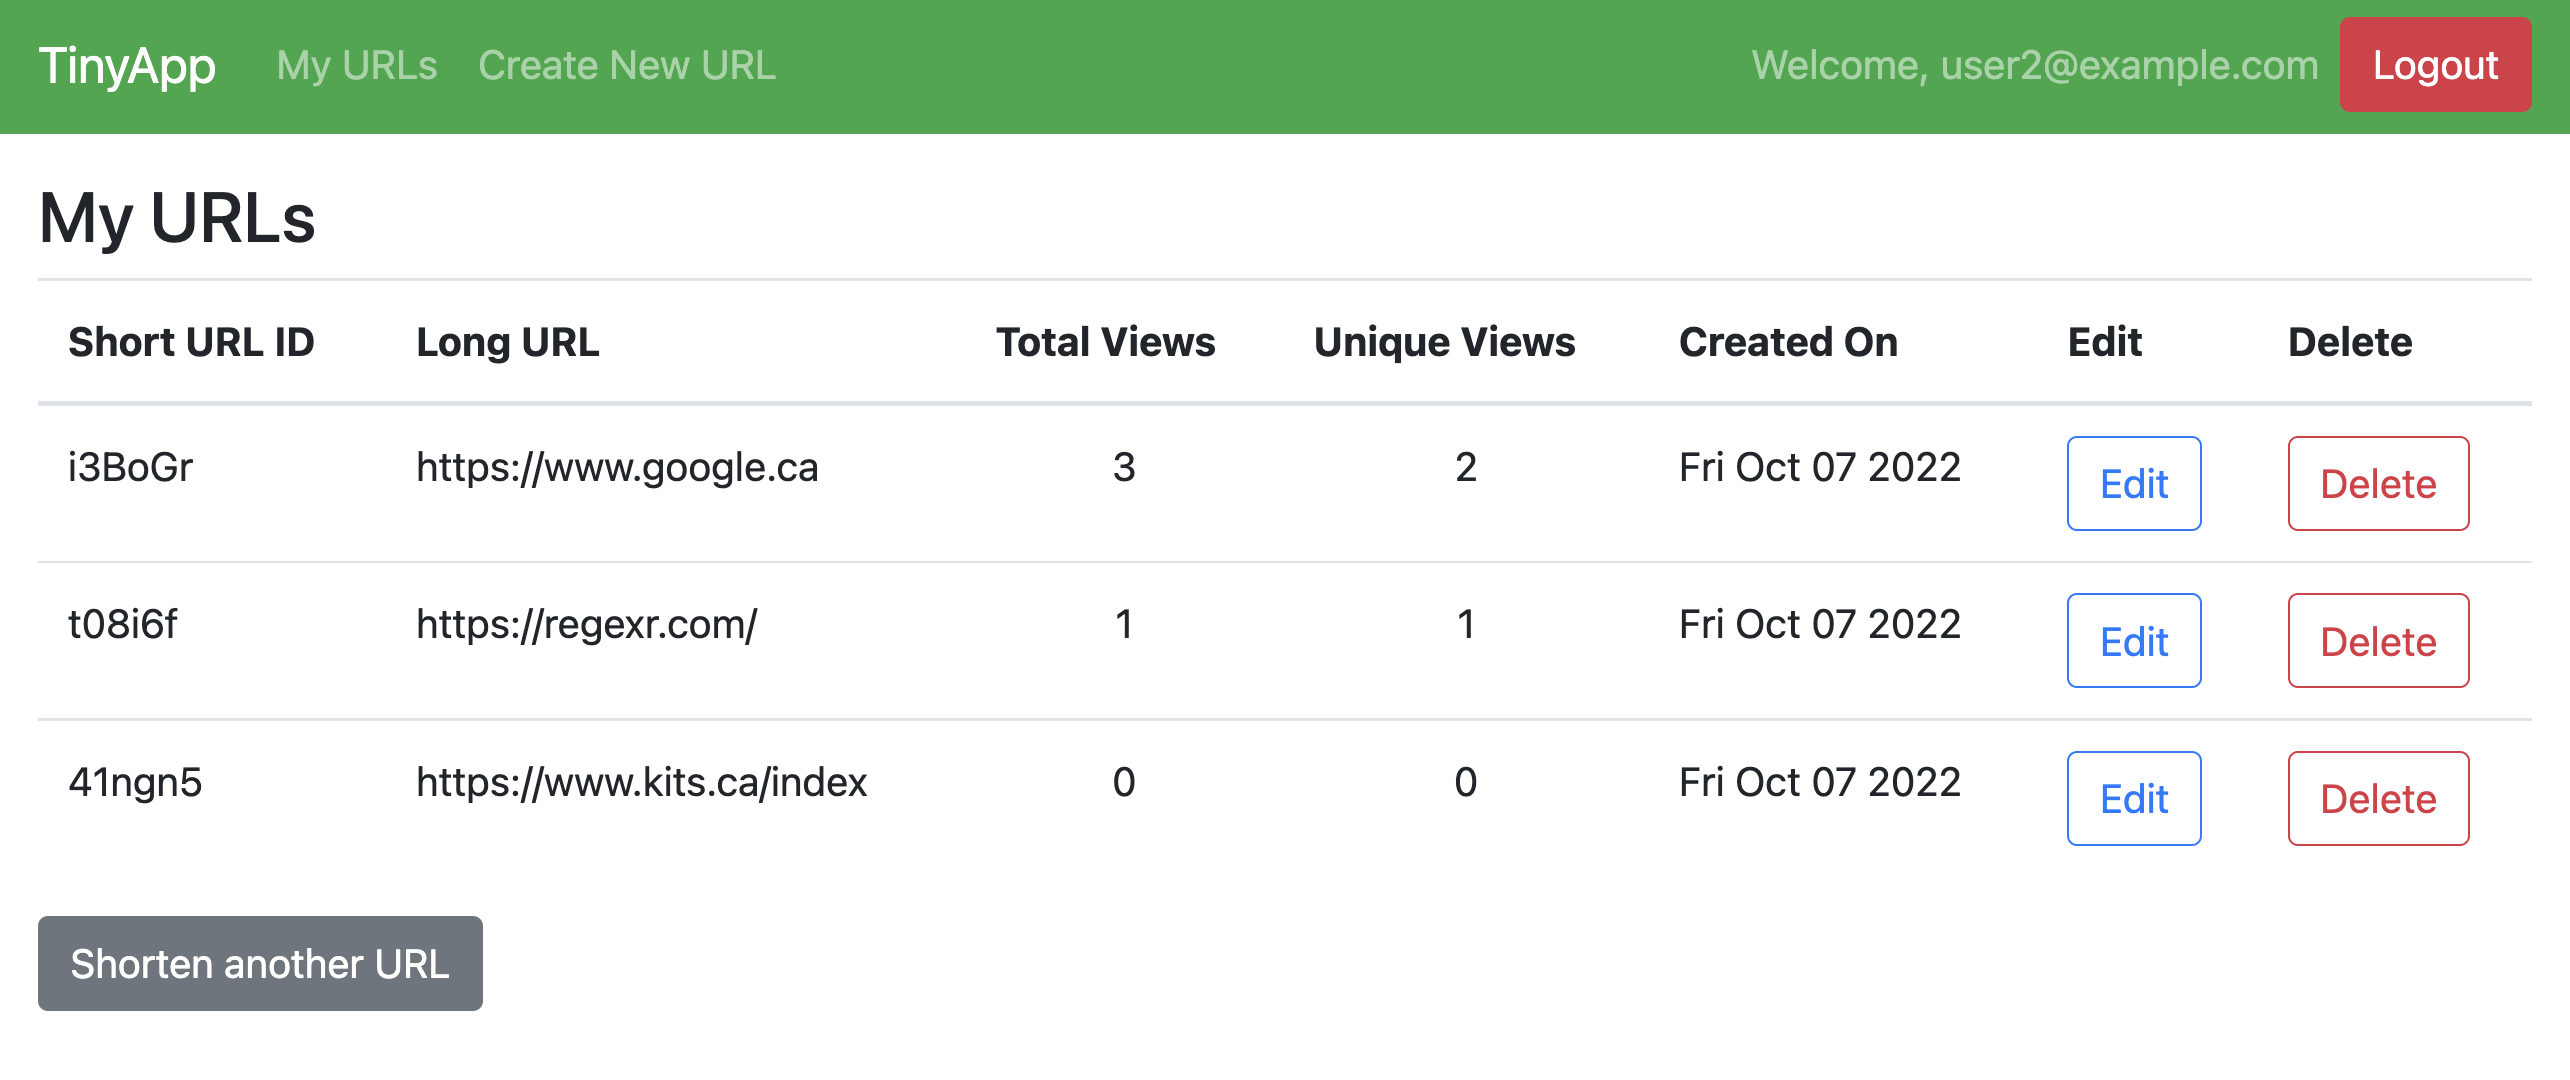 TinyApp My URLs Create New URL Welcome, user2@example.com Logout
My URLs
Short URL ID Long URL Total Views Unique Views Created On Edit Delete
i3BoGr https://www.google.ca 3 2 Fri Oct 07 2022 Edit Delete
t08i6f https://regexr.com/ 1 1 Fri Oct 07 2022 Edit Delete
41ngn5 https://www.kits.ca/index 0 0 Fri Oct 07 2022 Edit Delete
Shorten another URL